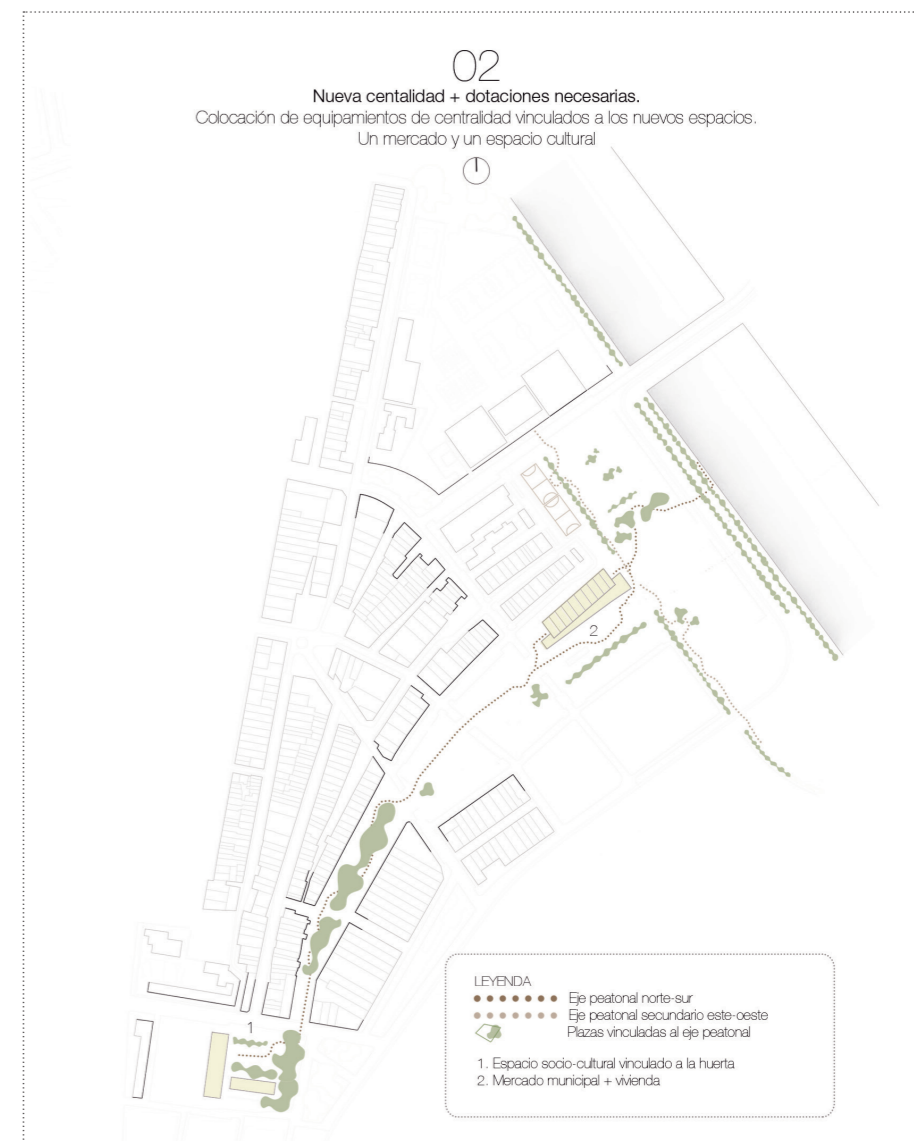 02
Nueva centalidad + dotaciones necesarias.
Colocación de equipamientos de centralidad vinculados a los nuevos espacios.
Un mercado y un espacio cultural
2
1
LEYENDA
Eje peatonal norte-sur
Eje peatonal secundario este-oeste
Plazas vinculadas al eje peatonal
1. Espacio socio-cultural vinculado a la huerta
2. Mercado municipal + vivienda